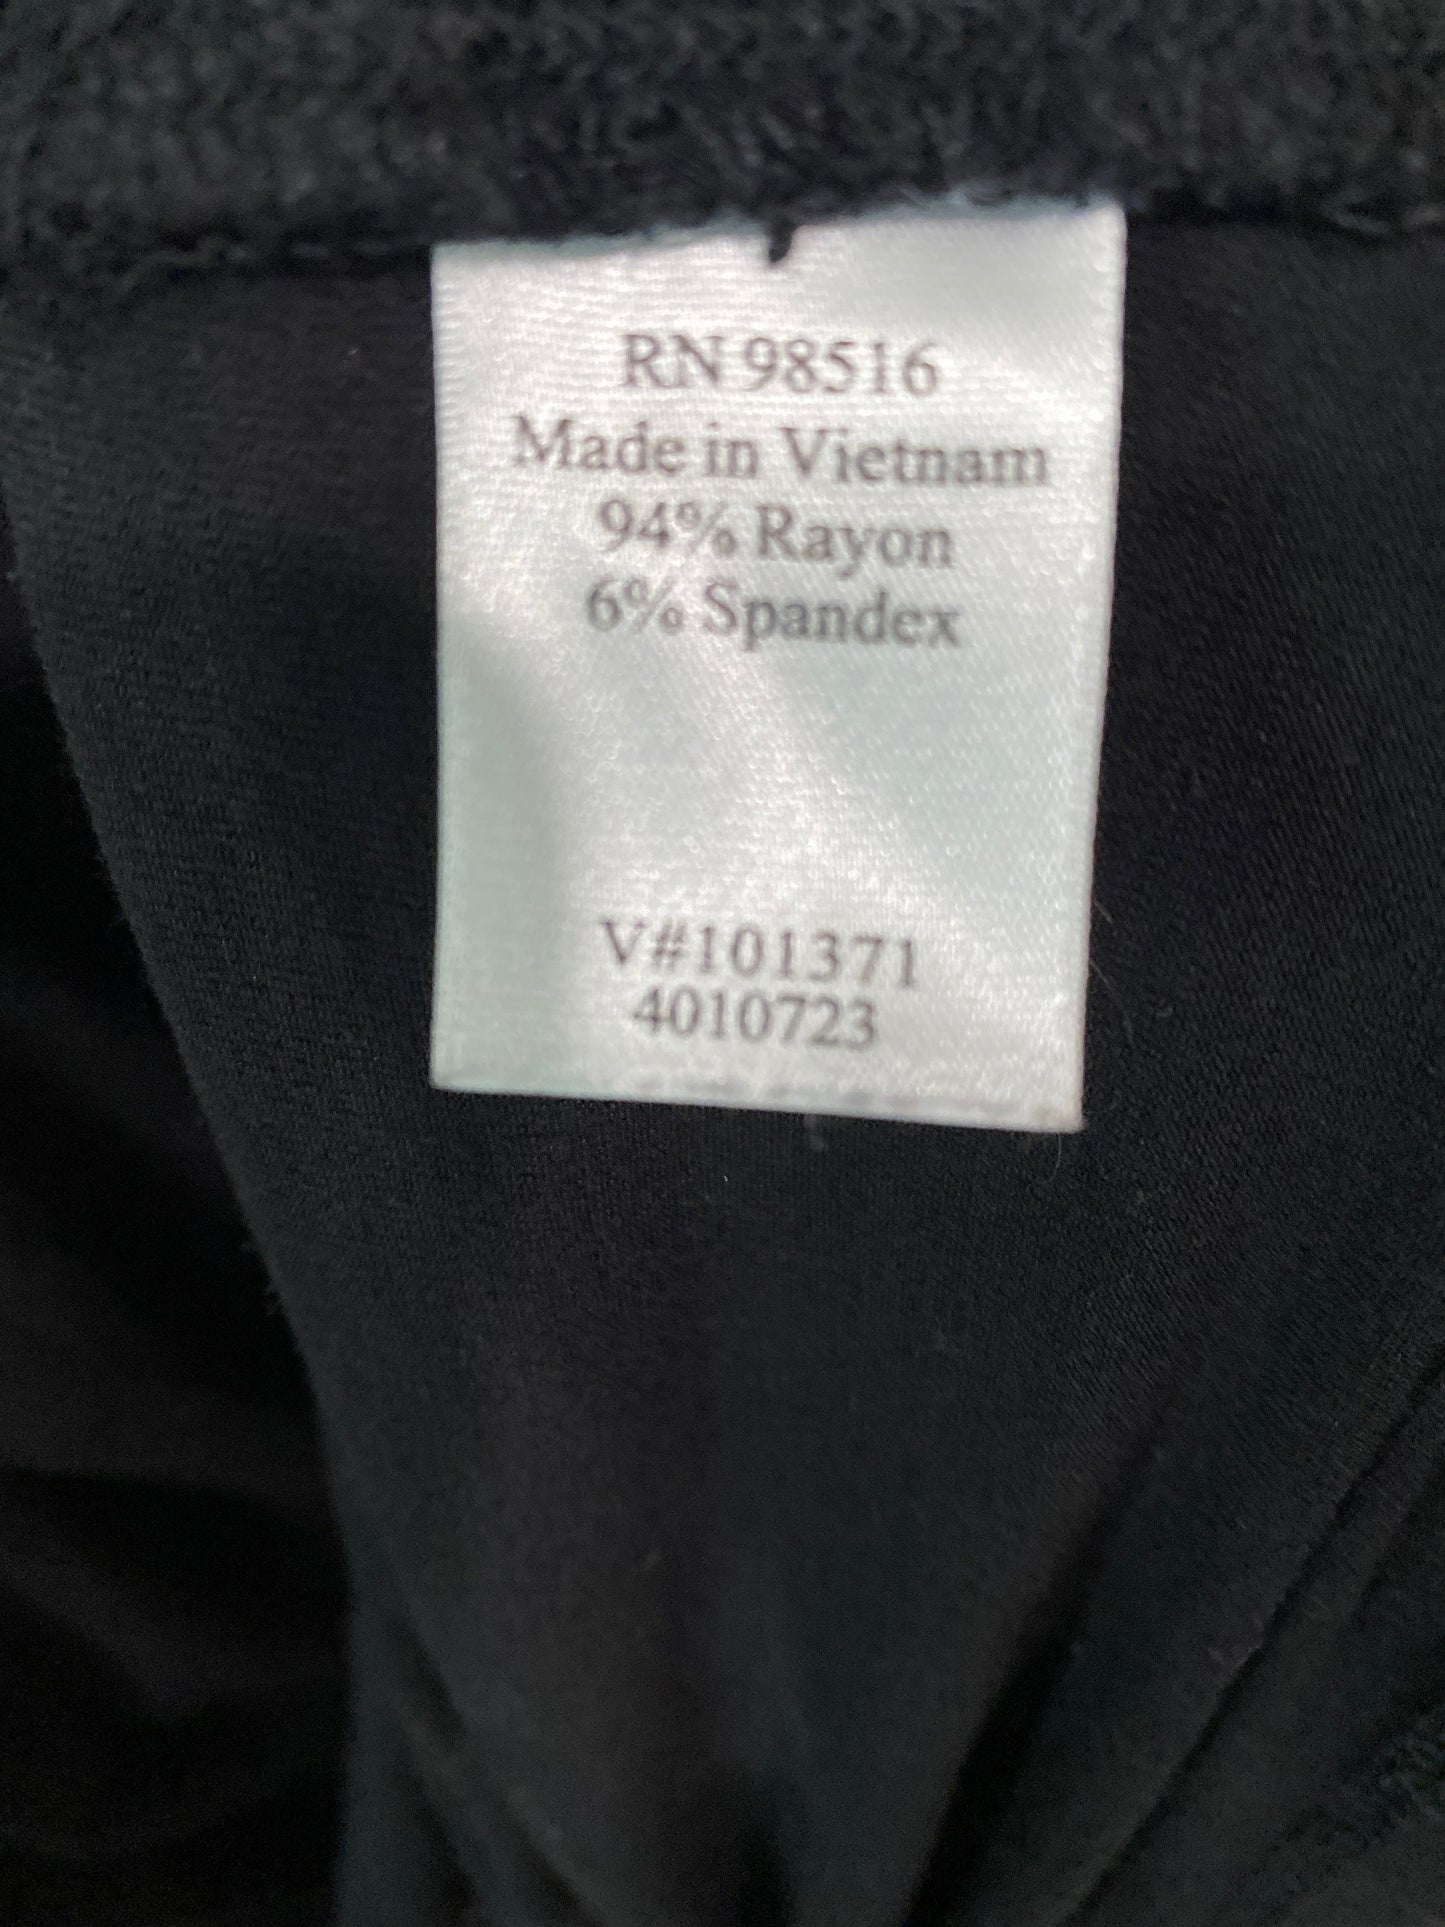 RN 98516
Made in Vietnam
94% Rayon
6% Spandex
V#101371
4010723